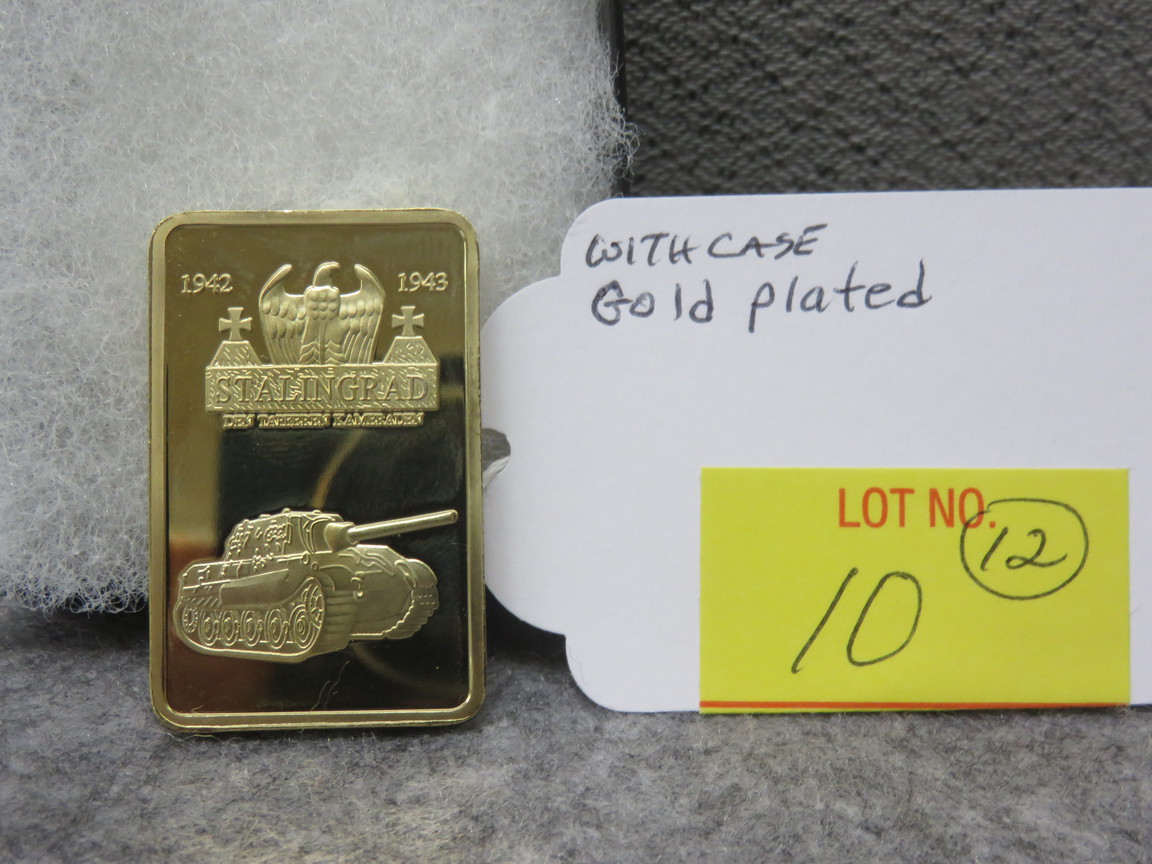 1942 1943
STALINGRAD
DEN TAPFEREN KAMERADEN
WITH CASE
Gold plated
LOT NO.
12
10